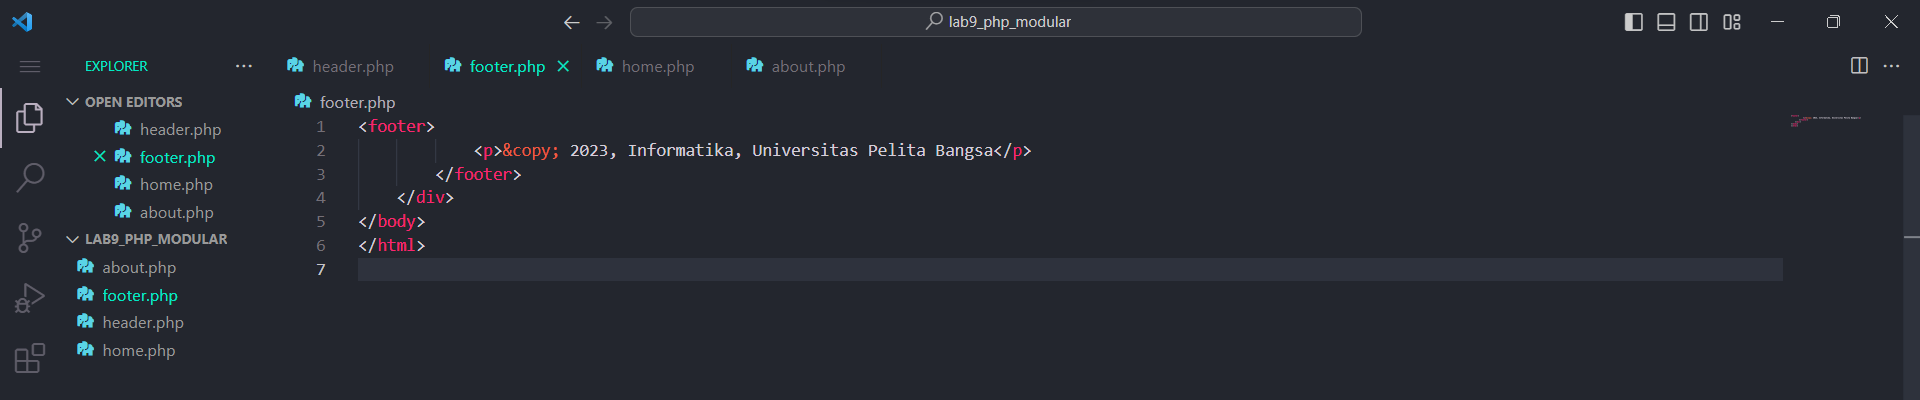 lab9_php_modular
EXPLORER
header.php
footer.php
home.php
about.php
OPEN EDITORS
header.php
footer.php
home.php
about.php
LAB9_PHP_MODULAR
about.php
footer.php
header.php
home.php
footer.php
1 <footer>
2 <p>&copy; 2023, Informatika, Universitas Pelita Bangsa</p>
3 </footer>
4 </div>
5 </body>
6 </html>
7